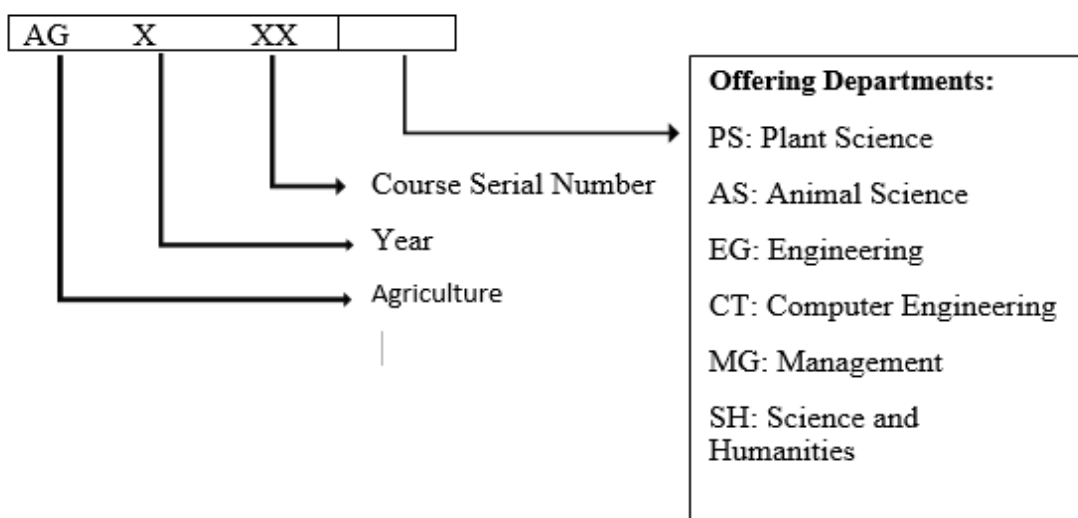 AG X XX
Offering Departments:
PS: Plant Science
AS: Animal Science
EG: Engineering
CT: Computer Engineering
MG: Management
SH: Science and
Humanities
Course Serial Number
Year
Agriculture